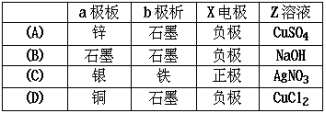 a极板 b极析 X电极 Z溶液
(A) 锌 石墨 负极 CuSO₄
(B) 石墨 石墨 负极 NaOH
(C) 银 铁 正极 AgNO₃
(D) 铜 石墨 负极 CuCl₂